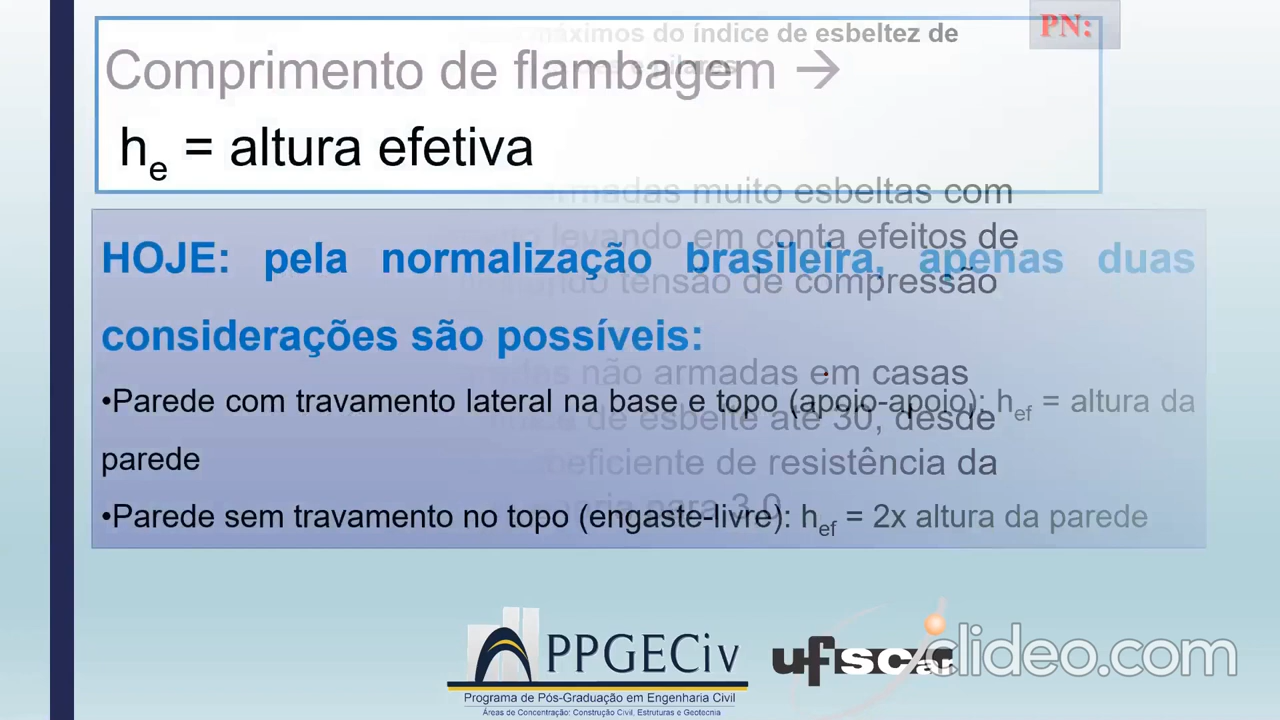 PN:
máximos do índice de esbeltez de
e pilares
Comprimento de flambagem →
he = altura efetiva
muito esbeltas com
levando em conta efeitos de
HOJE: pela normalização brasileira, apenas duas
tensão de compressão
considerações são possíveis:
não armadas em casas
•Parede com travamento lateral na base e topo (apoio-apoio): hef = altura da
de esbelte até 30, desde
parede
coeficiente de resistência da
para 3,0
•Parede sem travamento no topo (engaste-livre): hef = 2x altura da parede
PPGECiv
Programa de Pós-Graduação em Engenharia Civil
Áreas de Concentração: Construção Civil, Estruturas e Geotecnia
ufscar
clideo.com